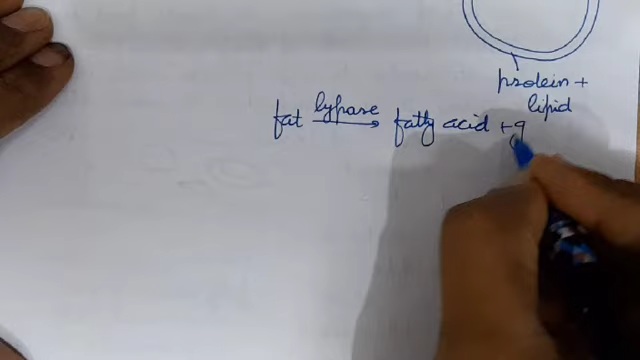 protein +
lipid
fat lypase → fatty acid + g